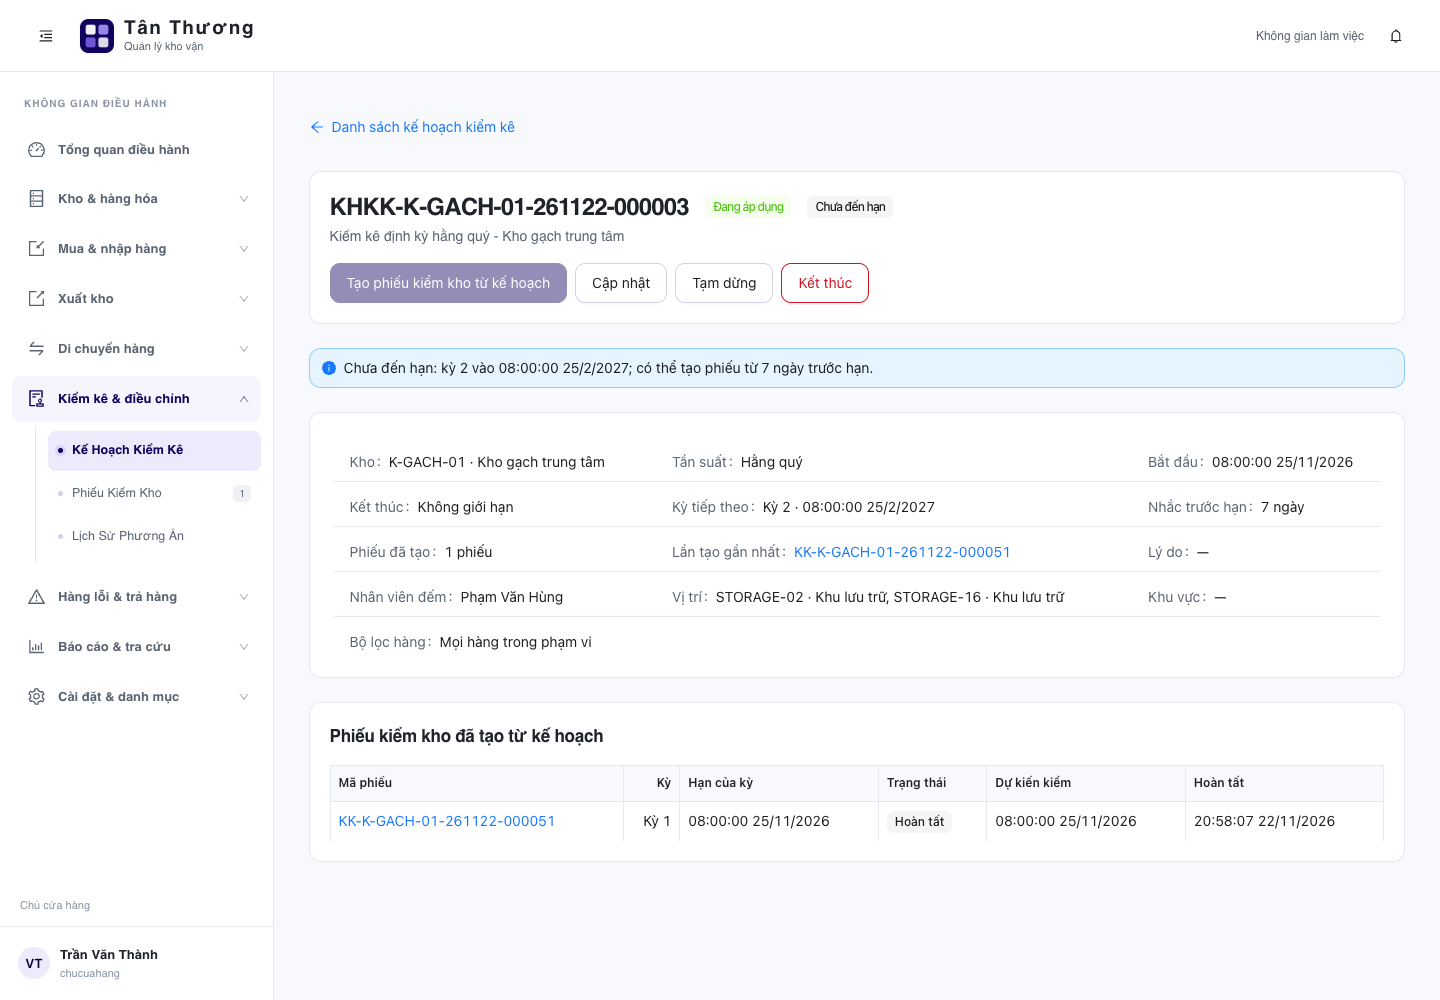 Tân Thương
Quản lý kho vận
Không gian làm việc
KHÔNG GIAN ĐIỀU HÀNH
Tổng quan điều hành
Kho & hàng hóa
Mua & nhập hàng
Xuất kho
Di chuyển hàng
Kiểm kê & điều chỉnh
Kế Hoạch Kiểm Kê
Phiếu Kiểm Kho 1
Lịch Sử Phương Án
Hàng lỗi & trả hàng
Báo cáo & tra cứu
Cài đặt & danh mục
Chủ cửa hàng
VT
Trần Văn Thành
chucuahang
Danh sách kế hoạch kiểm kê
KHKK-K-GACH-01-261122-000003 Đang áp dụng Chưa đến hạn
Kiểm kê định kỳ hằng quý - Kho gạch trung tâm
Tạo phiếu kiểm kho từ kế hoạch Cập nhật Tạm dừng Kết thúc
Chưa đến hạn: kỳ 2 vào 08:00:00 25/2/2027; có thể tạo phiếu từ 7 ngày trước hạn.
Kho: K-GACH-01 · Kho gạch trung tâm Tần suất: Hằng quý Bắt đầu: 08:00:00 25/11/2026
Kết thúc: Không giới hạn Kỳ tiếp theo: Kỳ 2 · 08:00:00 25/2/2027 Nhắc trước hạn: 7 ngày
Phiếu đã tạo: 1 phiếu Lần tạo gần nhất: KK-K-GACH-01-261122-000051 Lý do: —
Nhân viên đếm: Phạm Văn Hùng Vị trí: STORAGE-02 · Khu lưu trữ, STORAGE-16 · Khu lưu trữ Khu vực: —
Bộ lọc hàng: Mọi hàng trong phạm vi
Phiếu kiểm kho đã tạo từ kế hoạch
Mã phiếu Kỳ Hạn của kỳ Trạng thái Dự kiến kiểm Hoàn tất
KK-K-GACH-01-261122-000051 Kỳ 1 08:00:00 25/11/2026 Hoàn tất 08:00:00 25/11/2026 20:58:07 22/11/2026